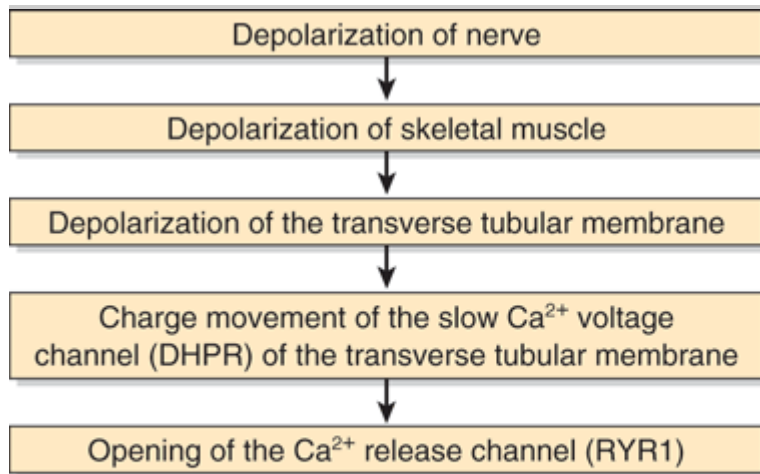 Depolarization of nerve
Depolarization of skeletal muscle
Depolarization of the transverse tubular membrane
Charge movement of the slow Ca²⁺ voltage
channel (DHPR) of the transverse tubular membrane
Opening of the Ca²⁺ release channel (RYR1)